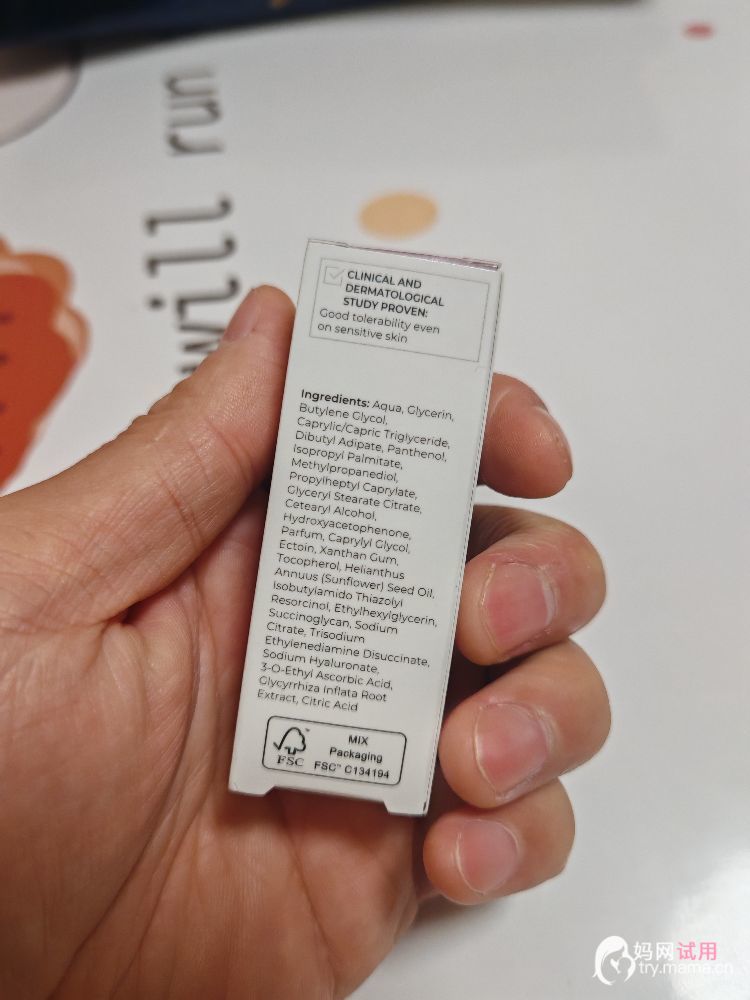 will run
CLINICAL AND
DERMATOLOGICAL
STUDY PROVEN:
Good tolerability even
on sensitive skin
Ingredients: Aqua, Glycerin,
Butylene Glycol,
Caprylic/Capric Triglyceride,
Dibutyl Adipate, Panthenol,
Isopropyl Palmitate,
Methylpropanediol,
Propylheptyl Caprylate,
Glyceryl Stearate Citrate,
Cetearyl Alcohol,
Hydroxyacetophenone,
Parfum, Caprylyl Glycol,
Ectoin, Xanthan Gum,
Tocopherol, Helianthus
Annuus (Sunflower) Seed Oil,
Isobutylamido Thiazolyl
Resorcinol, Ethylhexylglycerin,
Succinoglycan, Sodium
Citrate, Trisodium
Ethylenediamine Disuccinate,
Sodium Hyaluronate,
3-O-Ethyl Ascorbic Acid,
Glycyrrhiza Inflata Root
Extract, Citric Acid
FSC™
MIX
Packaging
FSC™ C134194
妈网试用
try.mama.cn